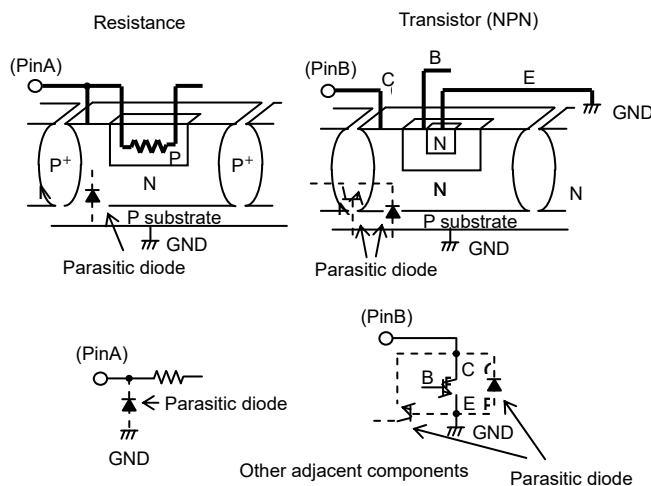 Resistance
Transistor (NPN)
(PinA)
P+
P
P+
N
P substrate
GND
Parasitic diode
(PinB)
C
B
E
GND
N
N
N
P substrate
GND
Parasitic diode
(PinA)
Parasitic diode
GND
(PinB)
C
B
E
GND
Other adjacent components
Parasitic diode